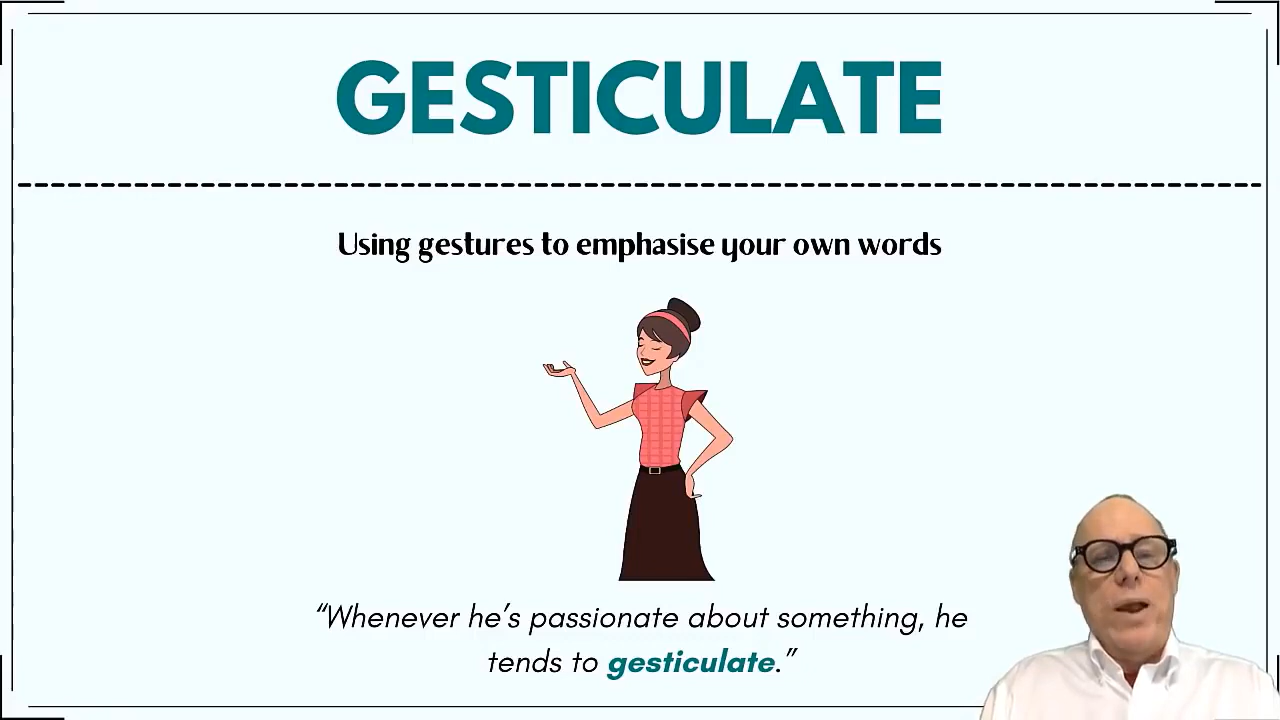 GESTICULATE
Using gestures to emphasise your own words
“Whenever he’s passionate about something, he
tends to gesticulate.”